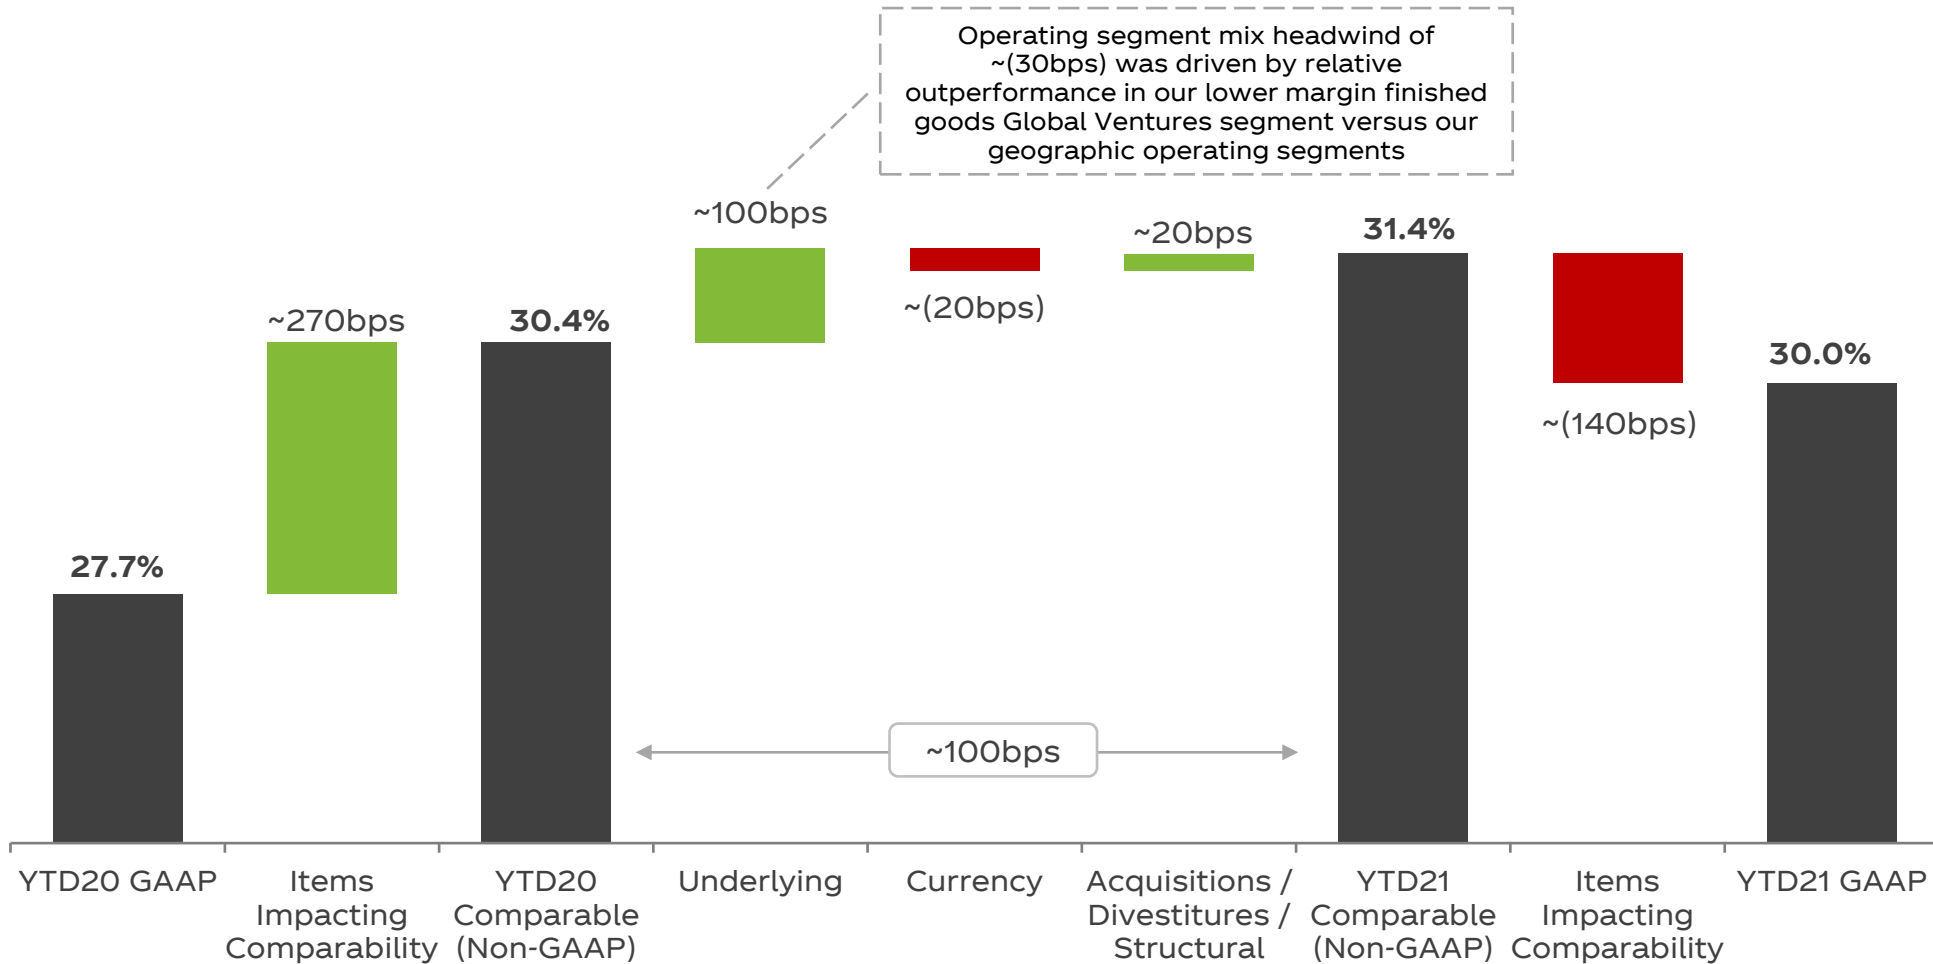 Operating segment mix headwind of
~(30bps) was driven by relative
outperformance in our lower margin finished
goods Global Ventures segment versus our
geographic operating segments
~100bps
~20bps
31.4%
~(20bps)
~270bps
30.4%
30.0%
~(140bps)
27.7%
~100bps
YTD20 GAAP
Items
Impacting
Comparability
YTD20
Comparable
(Non-GAAP)
Underlying
Currency
Acquisitions /
Divestitures /
Structural
YTD21
Comparable
(Non-GAAP)
Items
Impacting
Comparability
YTD21 GAAP